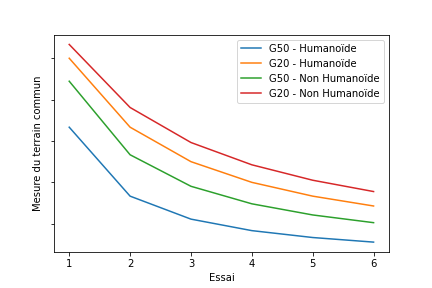 G50 - Humanoïde
G20 - Humanoïde
G50 - Non Humanoïde
G20 - Non Humanoïde
Mesure du terrain commun
1 2 3 4 5 6
Essai